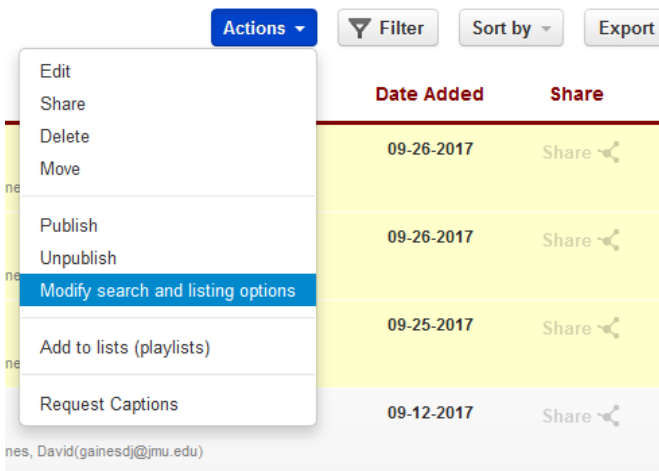 Actions Filter Sort by Export
Date Added Share
Edit
Share
Delete
Move
Publish
Unpublish
Modify search and listing options
Add to lists (playlists)
Request Captions
09-26-2017 Share
09-26-2017 Share
09-25-2017 Share
09-12-2017 Share
nes, David(gainesdj@jmu.edu)